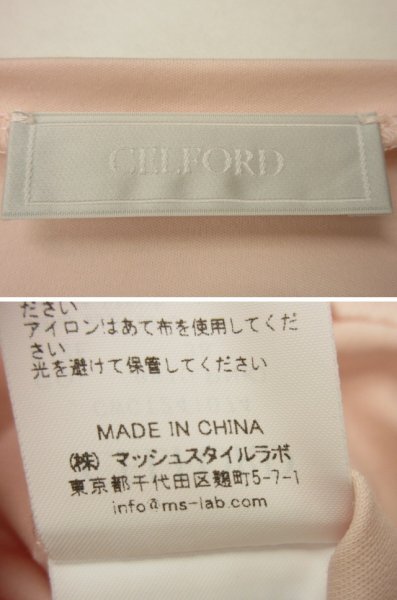 CELFORD
ださい
アイロンはあて布を使用してくだ
さい
光を避けて保管してください
MADE IN CHINA
(株) マッシュスタイルラボ
東京都千代田区麹町5-7-1
info@ms-lab.com